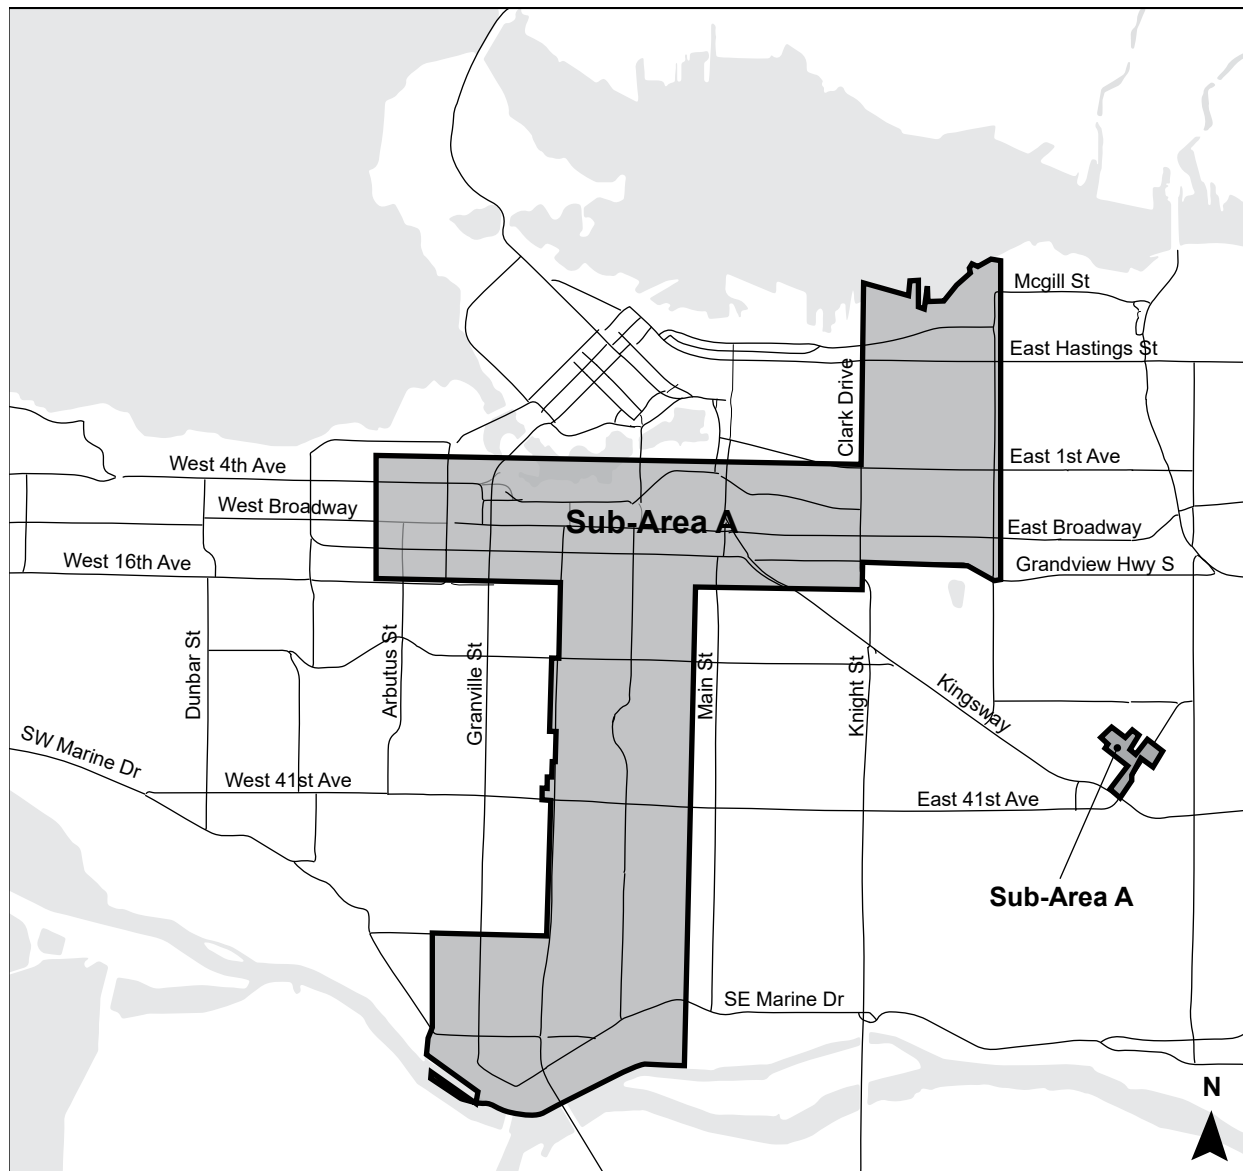 Mcgill St
East Hastings St
Clark Drive
West 4th Ave
East 1st Ave
West Broadway
Sub-Area A
East Broadway
West 16th Ave
Grandview Hwy S
Dunbar St
Arbutus St
Granville St
Main St
Knight St
Kingsway
SW Marine Dr
West 41st Ave
East 41st Ave
Sub-Area A
SE Marine Dr
N